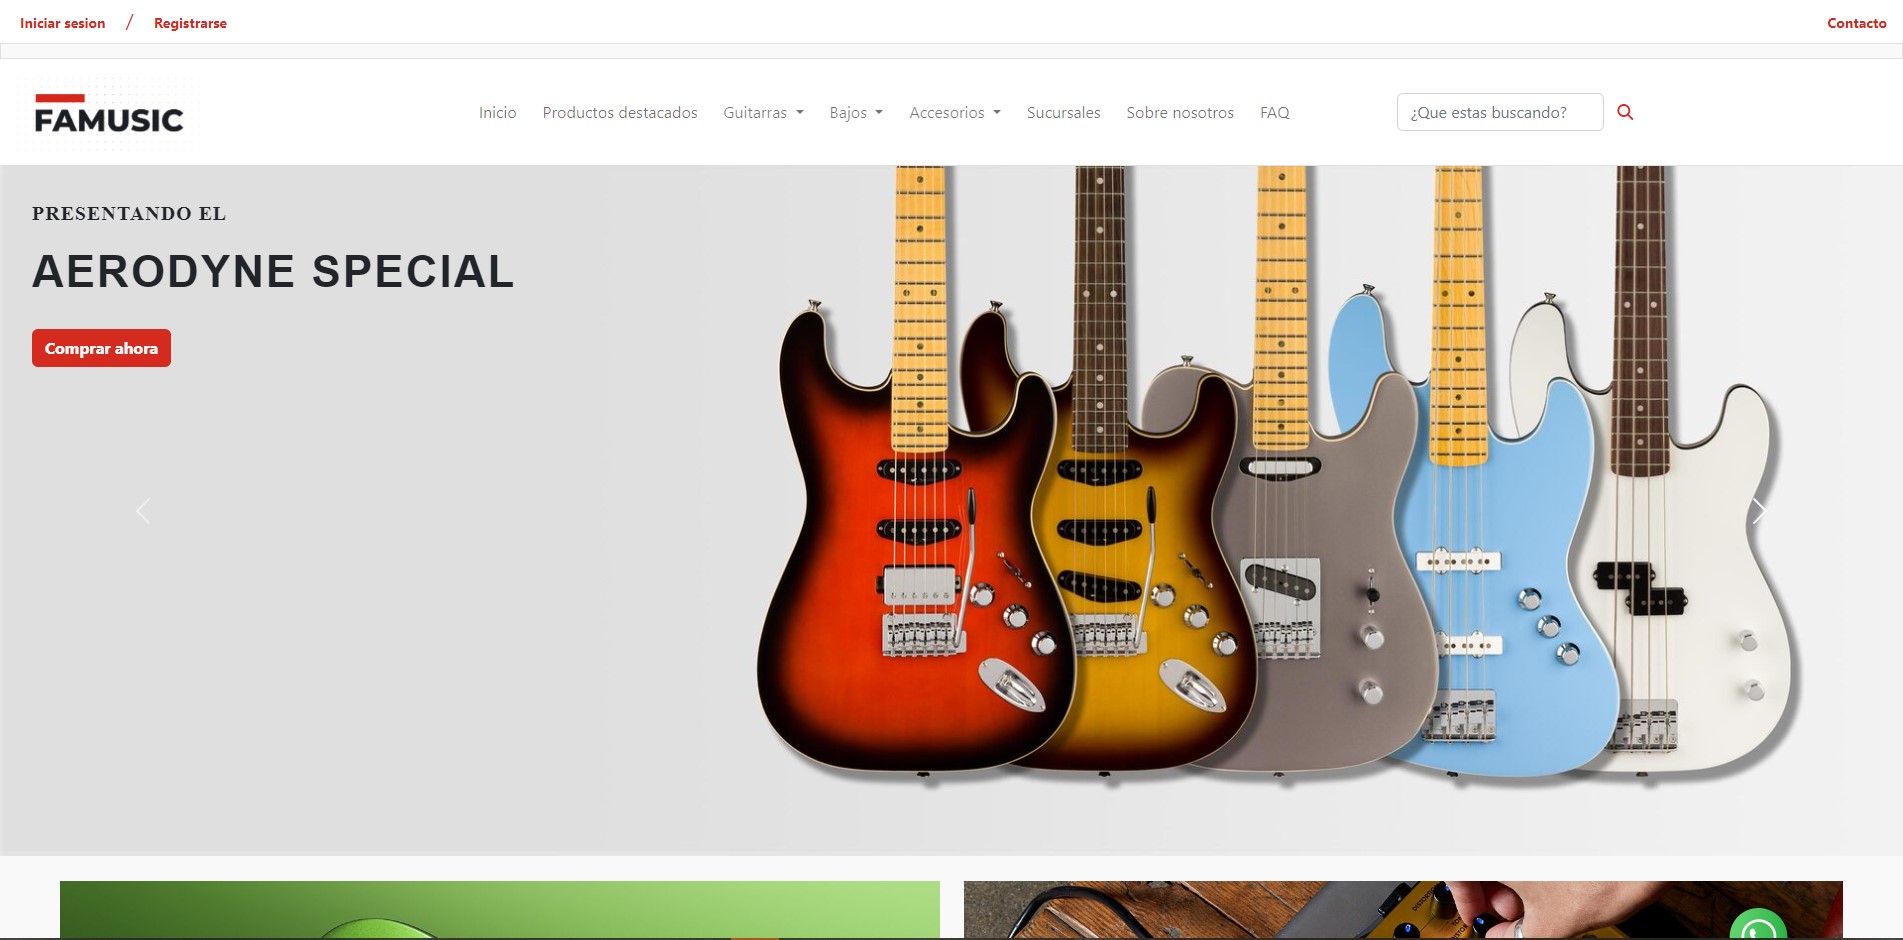 Iniciar sesion / Registrarse
Contacto
FAMUSIC
Inicio Productos destacados Guitarras Bajos Accesorios Sucursales Sobre nosotros FAQ
¿Que estas buscando?
PRESENTANDO EL
AERODYNE SPECIAL
Comprar ahora